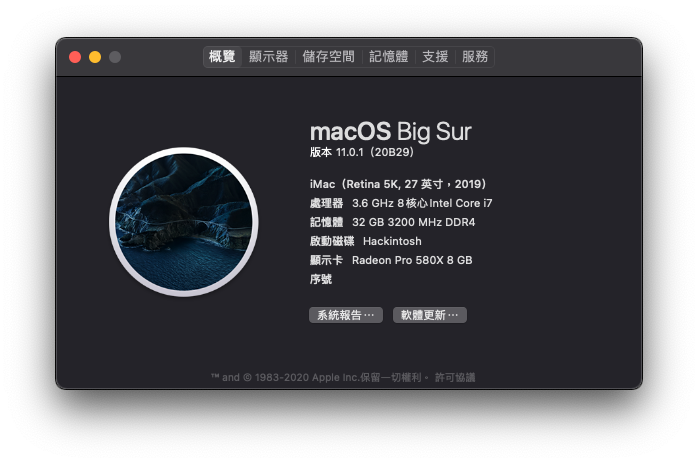 概覽 顯示器 儲存空間 記憶體 支援 服務
macOS Big Sur
版本 11.0.1（20B29）
iMac（Retina 5K, 27 英寸，2019）
處理器 3.6 GHz 8核心Intel Core i7
記憶體 32 GB 3200 MHz DDR4
啟動磁碟 Hackintosh
顯示卡 Radeon Pro 580X 8 GB
序號
系統報告⋯ 軟體更新⋯
™ and © 1983-2020 Apple Inc.保留一切權利。 許可協議